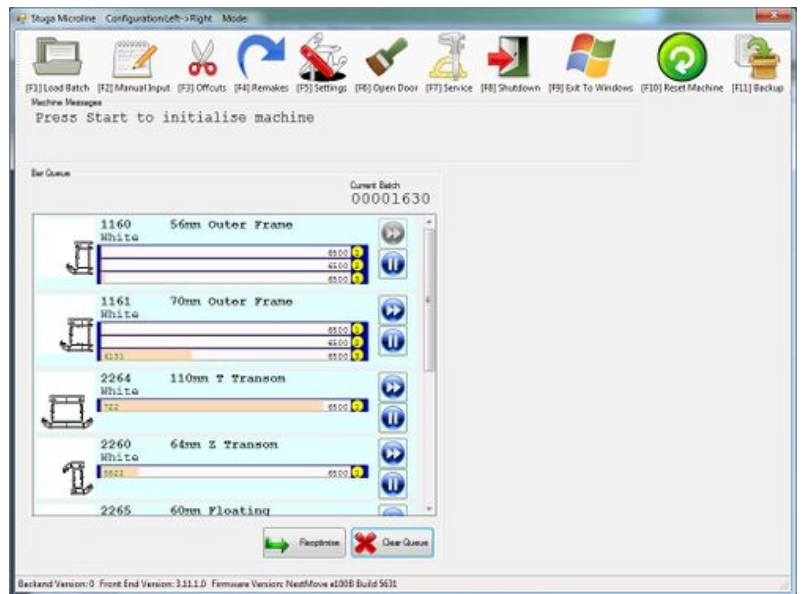 Stuga Microline Configuration:Left->Right Mode:
[F1] Load Batch [F2] Manual Input [F3] Offcuts [F4] Remakes [F5] Settings [F6] Open Door [F7] Service [F8] Shutdown [F9] Exit To Windows [F10] Reset Machine [F11] Backup
Machine Messages
Press Start to initialise machine
Bar Queue
Current Batch
00001630
1160 56mm Outer Frame
White
6500
6500
6500
1161 70mm Outer Frame
White
6500
6500
4131 6500
2264 110mm T Transom
White
722 6500
2260 64mm Z Transom
White
5522 6500
2265 60mm Floating
Reoptimise Clear Queue
Backend Version: 0 Front End Version: 3.11.1.0 Firmware Version: NextMove e100B Build 5631